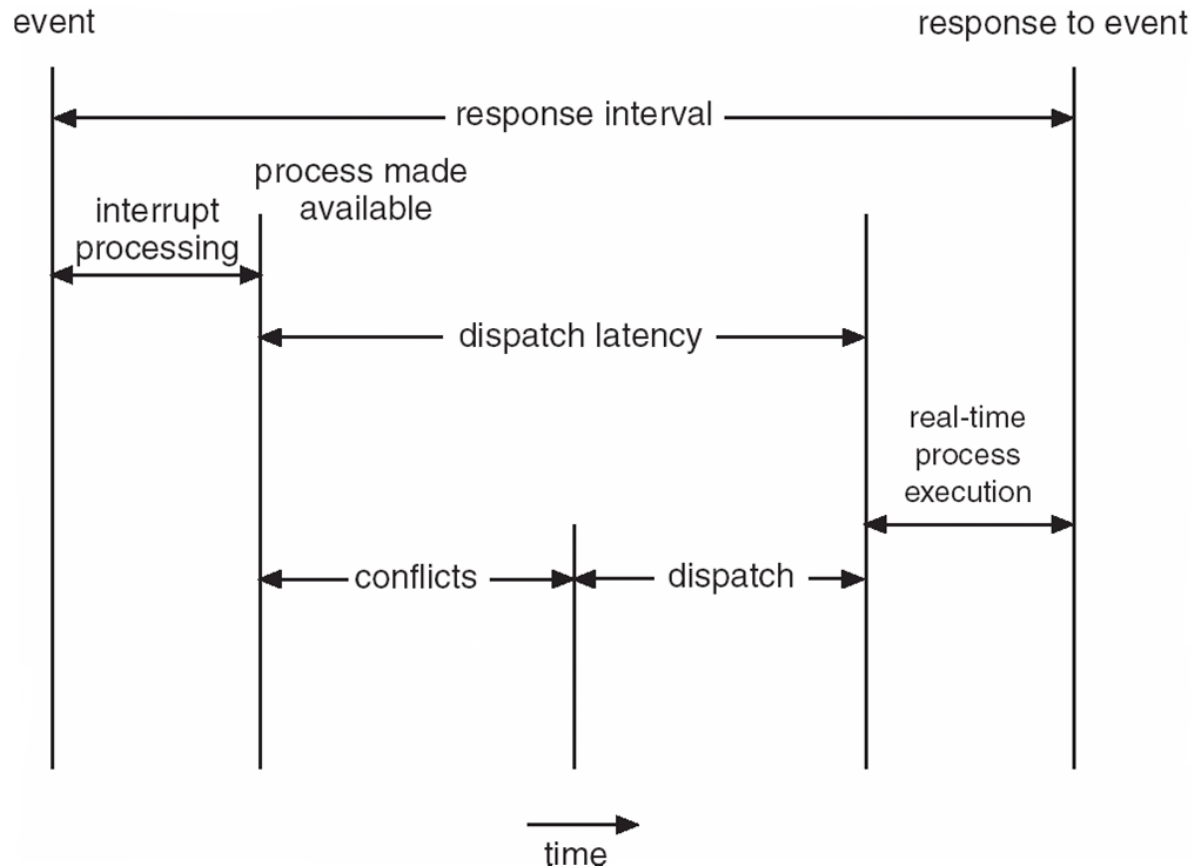 event
response to event
response interval
process made
available
interrupt
processing
dispatch latency
real-time
process
execution
conflicts
dispatch
time